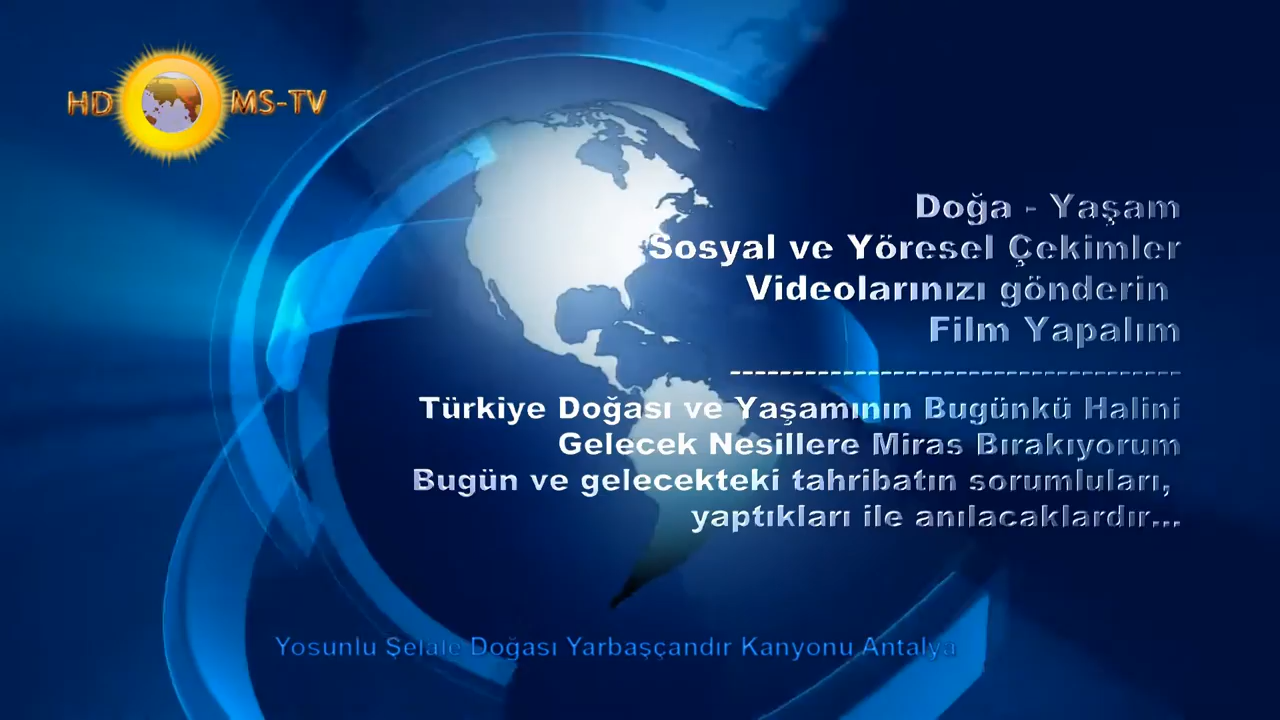 HD MS-TV
Doğa - Yaşam
Sosyal ve Yöresel Çekimler
Videolarınızı gönderin
Film Yapalım
------------------------------------
Türkiye Doğası ve Yaşamının Bugünkü Halini
Gelecek Nesillere Miras Bırakıyorum
Bugün ve gelecekteki tahribatın sorumluları,
yaptıkları ile anılacaklardır...
Yosunlu Şelale Doğası Yarbaşçandır Kanyonu Antalya